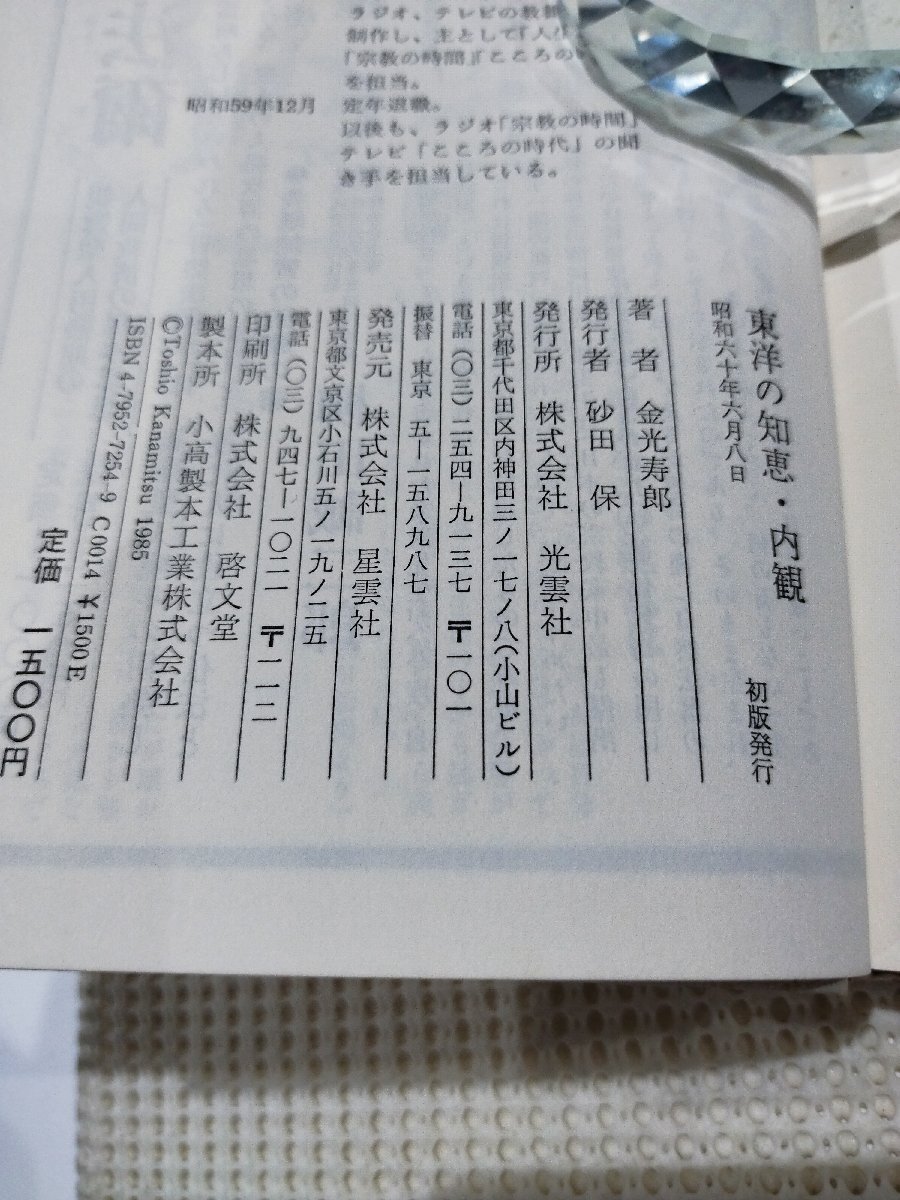 ラジオ、テレビの教養
制作し、主として「人
「宗教の時間」「こころの
を担当。
昭和59年12月 定年退職。
以後も、ラジオ「宗教の時間」
テレビ「こころの時代」の聞
き手を担当している。
東洋の知恵・内観
昭和六十年六月八日 初版発行
著者 金光寿郎
発行者 砂田 保
発行所 株式会社 光雲社
東京都千代田区内神田三ノ一七ノ八(小山ビル)
電話(〇三)二五四―九一三七 〒一〇一
振替 東京 五―一五八九八七
発売元 株式会社 星雲社
東京都文京区小石川五ノ一九ノ二五
電話(〇三)九四七―一〇二一 〒一一二
印刷所 株式会社 啓文堂
製本所 小高製本工業株式会社
©Toshio Kanamitsu 1985
ISBN 4-7952-7254-9 C0014 ¥1500E
定価 一五〇〇円